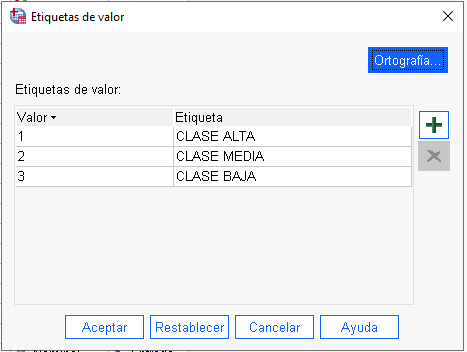 Etiquetas de valor
Ortografía...
Etiquetas de valor:
Valor Etiqueta
1 CLASE ALTA
2 CLASE MEDIA
3 CLASE BAJA
Aceptar Restablecer Cancelar Ayuda